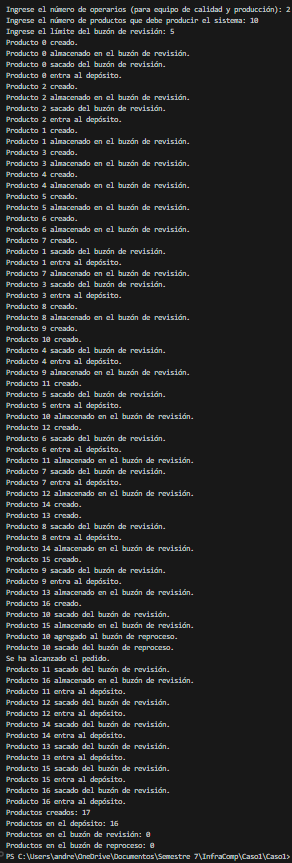 Ingrese el número de operarios (para equipo de calidad y producción): 2
Ingrese el número de productos que debe producir el sistema: 10
Ingrese el límite del buzón de revisión: 5
Producto 0 creado.
Producto 0 almacenado en el buzón de revisión.
Producto 0 sacado del buzón de revisión.
Producto 0 entra al depósito.
Producto 2 creado.
Producto 2 almacenado en el buzón de revisión.
Producto 2 sacado del buzón de revisión.
Producto 2 entra al depósito.
Producto 1 creado.
Producto 1 almacenado en el buzón de revisión.
Producto 3 creado.
Producto 3 almacenado en el buzón de revisión.
Producto 4 creado.
Producto 4 almacenado en el buzón de revisión.
Producto 5 creado.
Producto 5 almacenado en el buzón de revisión.
Producto 6 creado.
Producto 6 almacenado en el buzón de revisión.
Producto 7 creado.
Producto 1 sacado del buzón de revisión.
Producto 1 entra al depósito.
Producto 7 almacenado en el buzón de revisión.
Producto 3 sacado del buzón de revisión.
Producto 3 entra al depósito.
Producto 8 creado.
Producto 8 almacenado en el buzón de revisión.
Producto 9 creado.
Producto 10 creado.
Producto 4 sacado del buzón de revisión.
Producto 4 entra al depósito.
Producto 9 almacenado en el buzón de revisión.
Producto 11 creado.
Producto 5 sacado del buzón de revisión.
Producto 5 entra al depósito.
Producto 10 almacenado en el buzón de revisión.
Producto 12 creado.
Producto 6 sacado del buzón de revisión.
Producto 6 entra al depósito.
Producto 11 almacenado en el buzón de revisión.
Producto 7 sacado del buzón de revisión.
Producto 7 entra al depósito.
Producto 12 almacenado en el buzón de revisión.
Producto 14 creado.
Producto 13 creado.
Producto 8 sacado del buzón de revisión.
Producto 8 entra al depósito.
Producto 14 almacenado en el buzón de revisión.
Producto 15 creado.
Producto 9 sacado del buzón de revisión.
Producto 9 entra al depósito.
Producto 13 almacenado en el buzón de revisión.
Producto 16 creado.
Producto 10 sacado del buzón de revisión.
Producto 15 almacenado en el buzón de revisión.
Producto 10 agregado al buzón de reproceso.
Producto 10 sacado del buzón de reproceso.
Se ha alcanzado el pedido.
Producto 11 sacado del buzón de revisión.
Producto 16 almacenado en el buzón de revisión.
Producto 11 entra al depósito.
Producto 12 sacado del buzón de revisión.
Producto 12 entra al depósito.
Producto 14 sacado del buzón de revisión.
Producto 14 entra al depósito.
Producto 13 sacado del buzón de revisión.
Producto 13 entra al depósito.
Producto 15 sacado del buzón de revisión.
Producto 15 entra al depósito.
Producto 16 sacado del buzón de revisión.
Producto 16 entra al depósito.
Productos creados: 17
Productos en el depósito: 16
Productos en el buzón de revisión: 0
Productos en el buzón de reproceso: 0
PS C:\Users\andre\OneDrive\Documentos\Semestre 7\InfraComp\Caso1\Caso1>